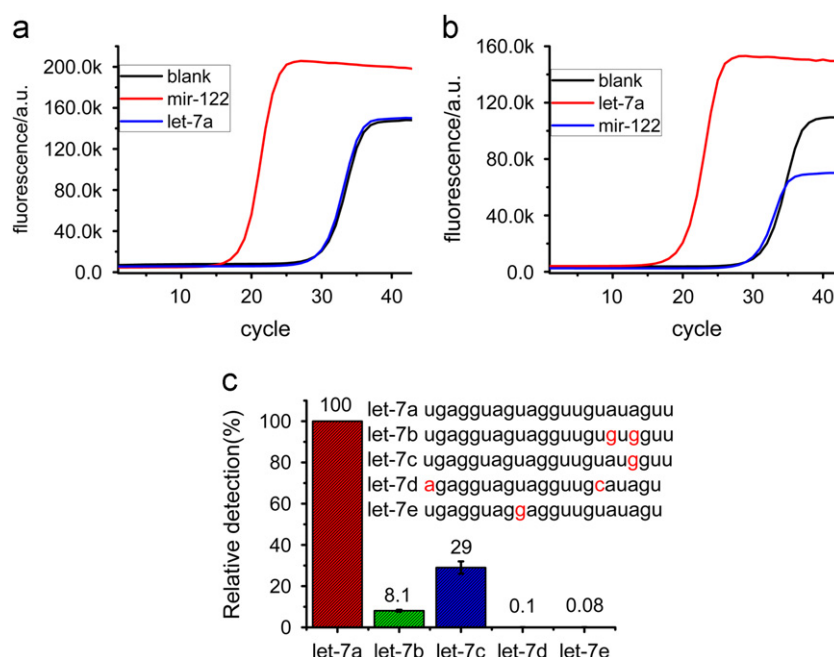 a
fluorescence/a.u.
200.0k
160.0k
120.0k
80.0k
40.0k
0.0
blank
mir-122
let-7a
10 20 30 40
cycle
b
fluorescence/a.u.
160.0k
120.0k
80.0k
40.0k
0.0
blank
let-7a
mir-122
10 20 30 40
cycle
c
Relative detection(%)
100
80
60
40
20
0
100
8.1
29
0.1
0.08
let-7a ugagguaguagguuguauaguu
let-7b ugagguaguagguugugugguu
let-7c ugagguaguagguuguaugguu
let-7d agagguaguagguugcauagu
let-7e ugagguaggagguuguauagu
let-7a let-7b let-7c let-7d let-7e